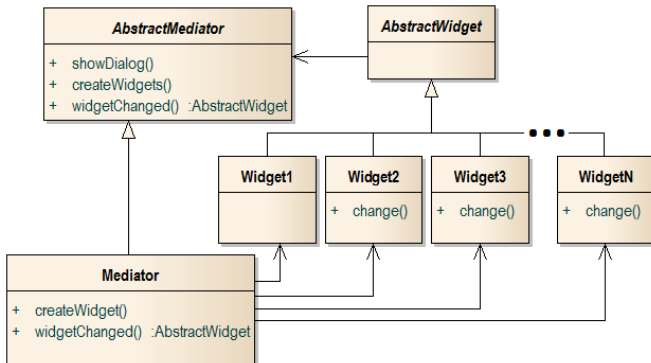 AbstractMediator
+ showDialog()
+ createWidgets()
+ widgetChanged() :AbstractWidget
AbstractWidget
Widget1
Widget2
+ change()
Widget3
+ change()
WidgetN
+ change()
Mediator
+ createWidget()
+ widgetChanged() :AbstractWidget